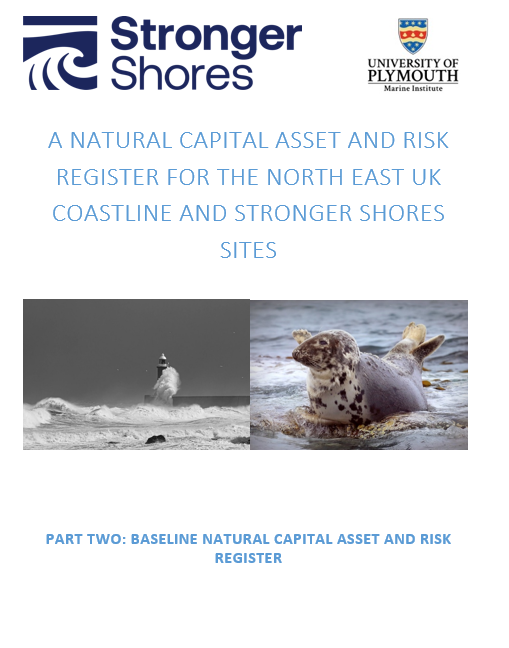 Stronger
Shores
UNIVERSITY OF
PLYMOUTH
Marine Institute
A NATURAL CAPITAL ASSET AND RISK
REGISTER FOR THE NORTH EAST UK
COASTLINE AND STRONGER SHORES
SITES
PART TWO: BASELINE NATURAL CAPITAL ASSET AND RISK
REGISTER